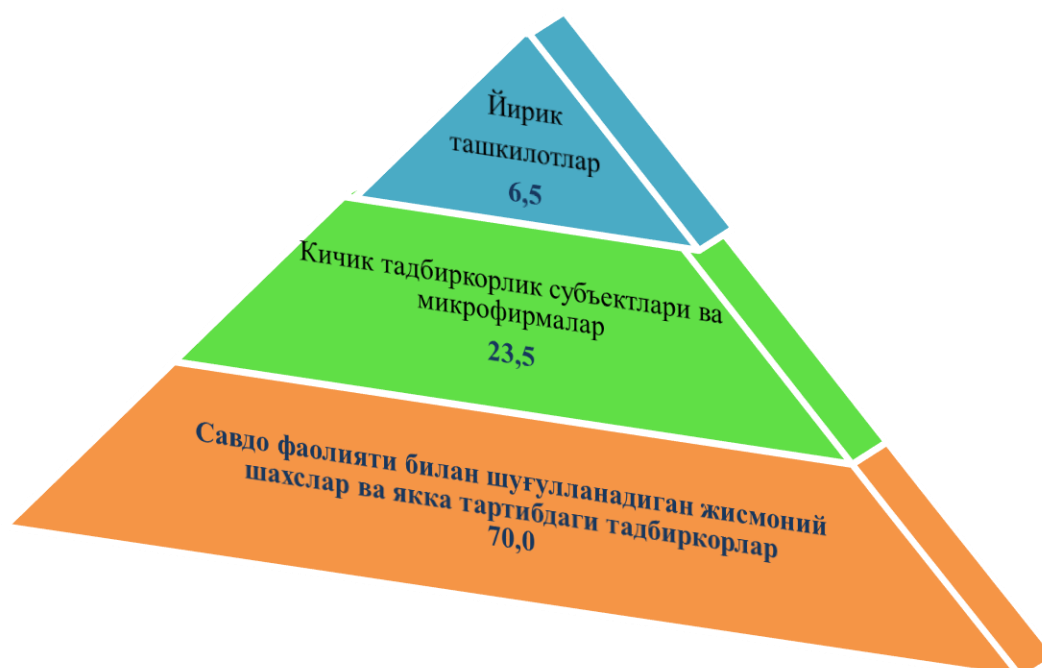 Йирик
ташкилотлар
6,5
Кичик тадбиркорлик субъектлари ва
микрофирмалар
23,5
Савдо фаолияти билан шуғулланадиган жисмоний
шахслар ва якка тартибдаги тадбиркорлар
70,0